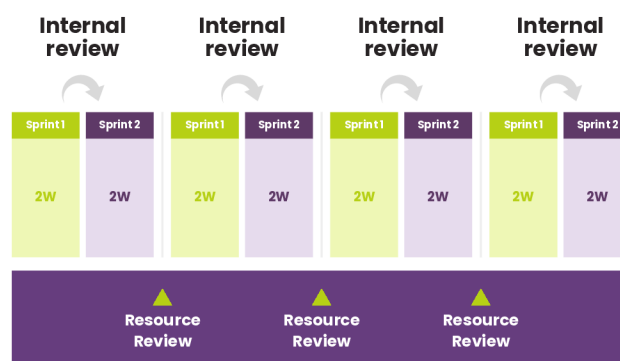 Internal
review
Internal
review
Internal
review
Internal
review
Sprint 1
Sprint 2
Sprint 1
Sprint 2
Sprint 1
Sprint 2
Sprint 1
Sprint 2
2W
2W
2W
2W
2W
2W
2W
2W
Resource
Review
Resource
Review
Resource
Review